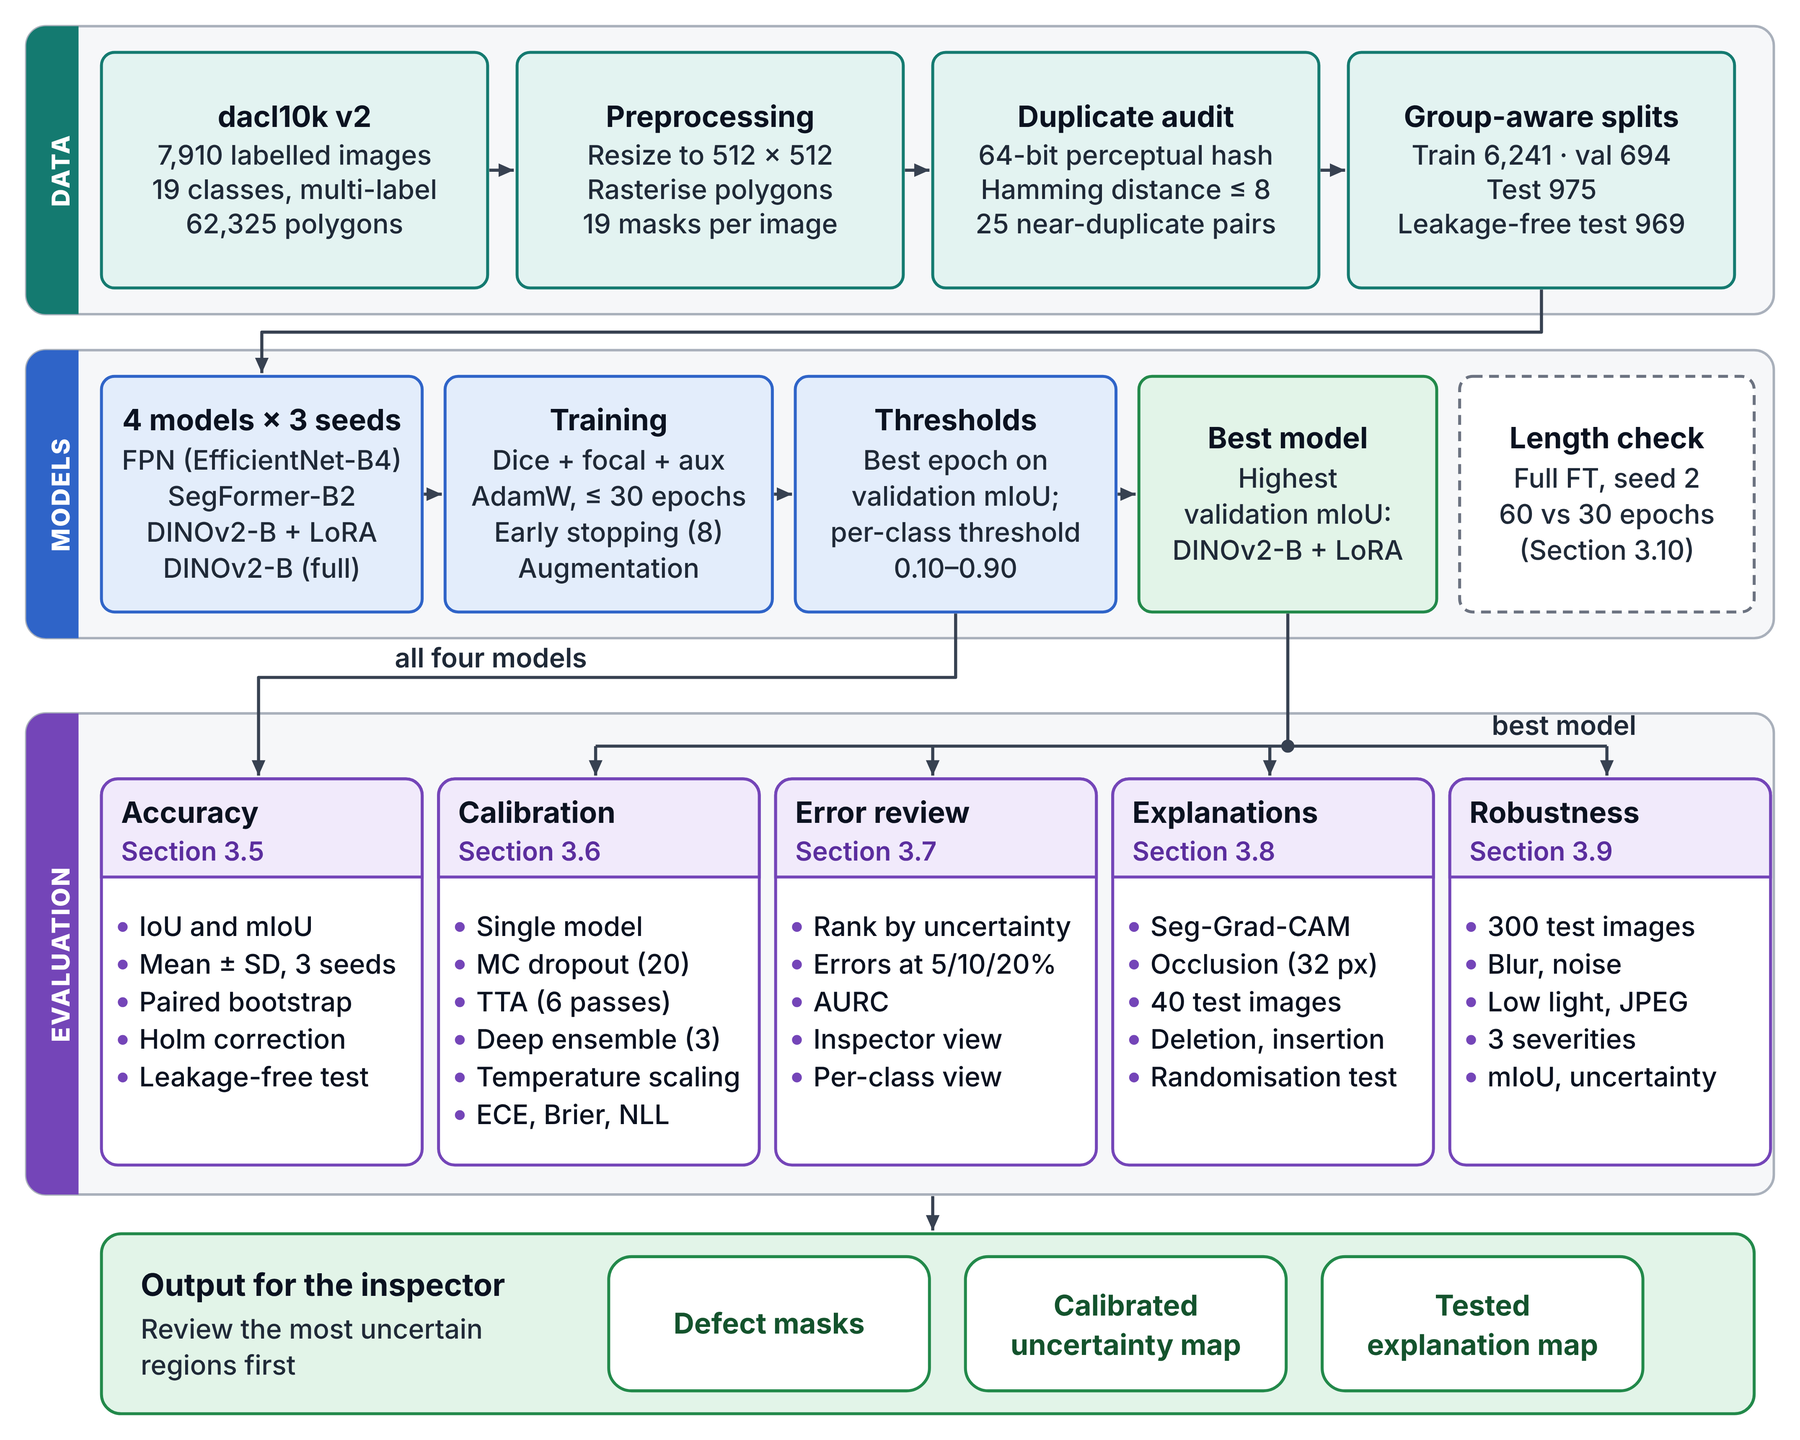 DATA
dacl10k v2
7,910 labelled images
19 classes, multi-label
62,325 polygons
Preprocessing
Resize to 512 × 512
Rasterise polygons
19 masks per image
Duplicate audit
64-bit perceptual hash
Hamming distance ≤ 8
25 near-duplicate pairs
Group-aware splits
Train 6,241 · val 694
Test 975
Leakage-free test 969
MODELS
4 models × 3 seeds
FPN (EfficientNet-B4)
SegFormer-B2
DINOv2-B + LoRA
DINOv2-B (full)
Training
Dice + focal + aux
AdamW, ≤ 30 epochs
Early stopping (8)
Augmentation
Thresholds
Best epoch on
validation mIoU;
per-class threshold
0.10–0.90
Best model
Highest
validation mIoU:
DINOv2-B + LoRA
Length check
Full FT, seed 2
60 vs 30 epochs
(Section 3.10)
all four models
best model
EVALUATION
Accuracy
Section 3.5
• IoU and mIoU
• Mean ± SD, 3 seeds
• Paired bootstrap
• Holm correction
• Leakage-free test
Calibration
Section 3.6
• Single model
• MC dropout (20)
• TTA (6 passes)
• Deep ensemble (3)
• Temperature scaling
• ECE, Brier, NLL
Error review
Section 3.7
• Rank by uncertainty
• Errors at 5/10/20%
• AURC
• Inspector view
• Per-class view
Explanations
Section 3.8
• Seg-Grad-CAM
• Occlusion (32 px)
• 40 test images
• Deletion, insertion
• Randomisation test
Robustness
Section 3.9
• 300 test images
• Blur, noise
• Low light, JPEG
• 3 severities
• mIoU, uncertainty
Output for the inspector
Review the most uncertain
regions first
Defect masks
Calibrated
uncertainty map
Tested
explanation map